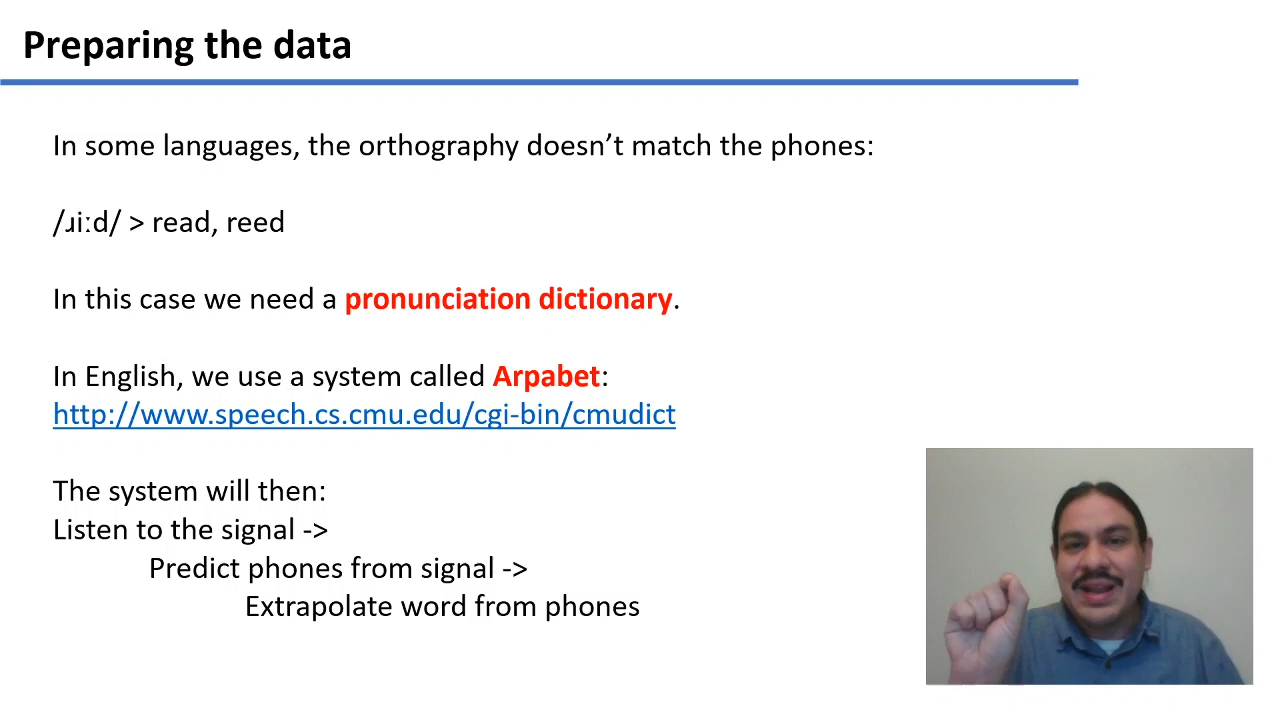 Preparing the data
In some languages, the orthography doesn’t match the phones:
/ɹiːd/ > read, reed
In this case we need a pronunciation dictionary.
In English, we use a system called Arpabet:
http://www.speech.cs.cmu.edu/cgi-bin/cmudict
The system will then:
Listen to the signal ->
Predict phones from signal ->
Extrapolate word from phones